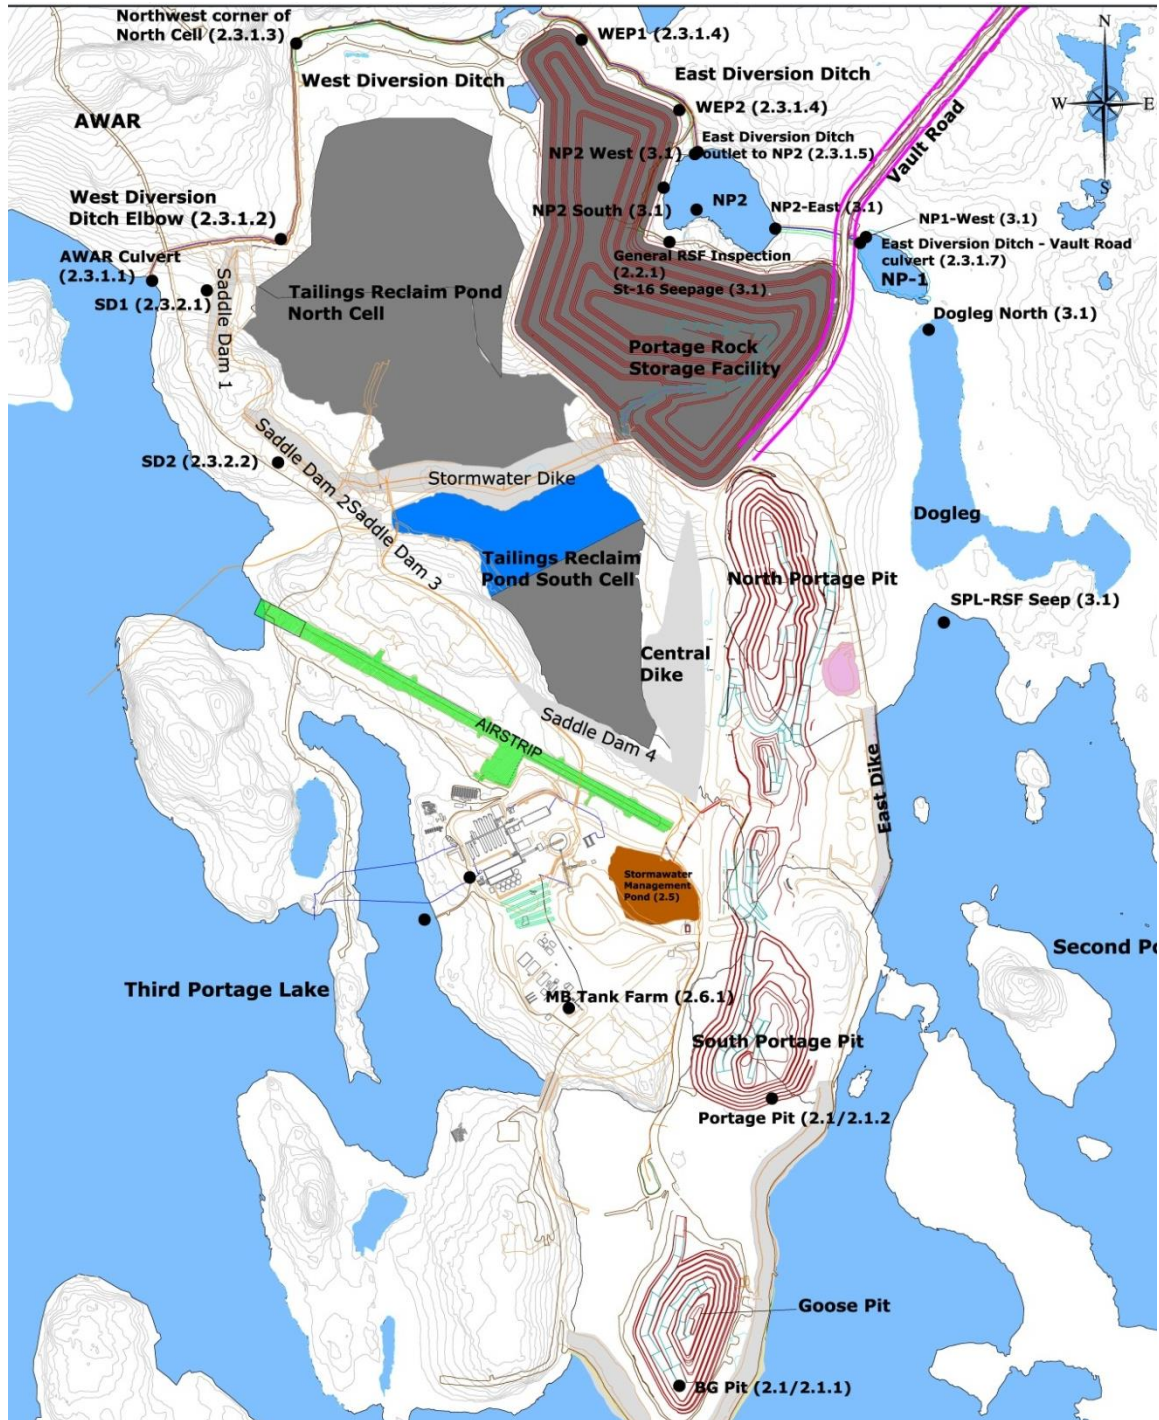 Northwest corner of
North Cell (2.3.1.3)
WEP1 (2.3.1.4)
N
W
E
S
West Diversion Ditch
East Diversion Ditch
AWAR
WEP2 (2.3.1.4)
Vault Road
East Diversion Ditch
outlet to NP2 (2.3.1.5)
NP2 West (3.1)
West Diversion
Ditch Elbow (2.3.1.2)
NP2 South (3.1)
NP2
NP2-East (3.1)
NP1-West (3.1)
East Diversion Ditch - Vault Road
culvert (2.3.1.7)
NP-1
AWAR Culvert
(2.3.1.1)
SD1 (2.3.2.1)
General RSF Inspection
(2.2.1)
St-16 Seepage (3.1)
Saddle Dam 1
Tailings Reclaim Pond
North Cell
Dogleg North (3.1)
Portage Rock
Storage Facility
SD2 (2.3.2.2)
Saddle Dam 2
Stormwater Dike
Saddle Dam 3
Dogleg
Tailings Reclaim
Pond South Cell
North Portage Pit
SPL-RSF Seep (3.1)
Central
Dike
Saddle Dam 4
AIRSTRIP
East Dike
Stormawater
Management
Pond (2.5)
Second Po
Third Portage Lake
MB Tank Farm (2.6.1)
South Portage Pit
Portage Pit (2.1/2.1.2
Goose Pit
BG Pit (2.1/2.1.1)